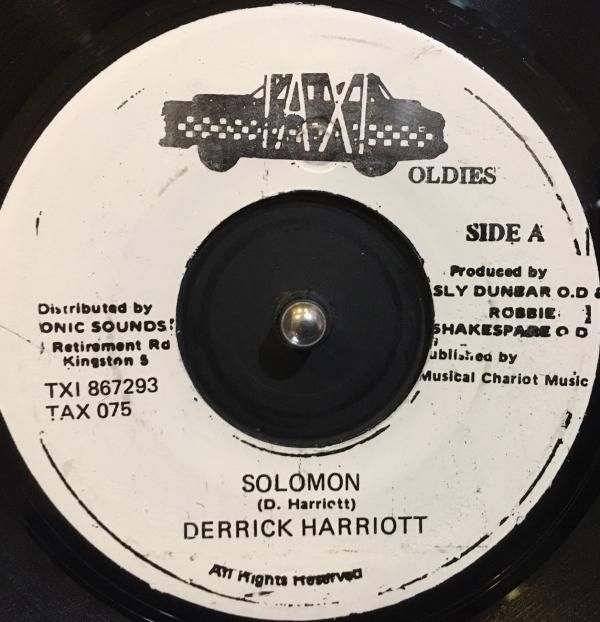 TAXI
OLDIES
SIDE A
Produced by
SLY DUNBAR O.D &
ROBBIE
SHAKESPARE O D
ublished by
Musical Chariot Music
Distributed by
ONIC SOUNDS
Retirement Rd
Kingston 5
TXI 867293
TAX 075
SOLOMON
(D. Harriott)
DERRICK HARRIOTT
All Rights Reserved